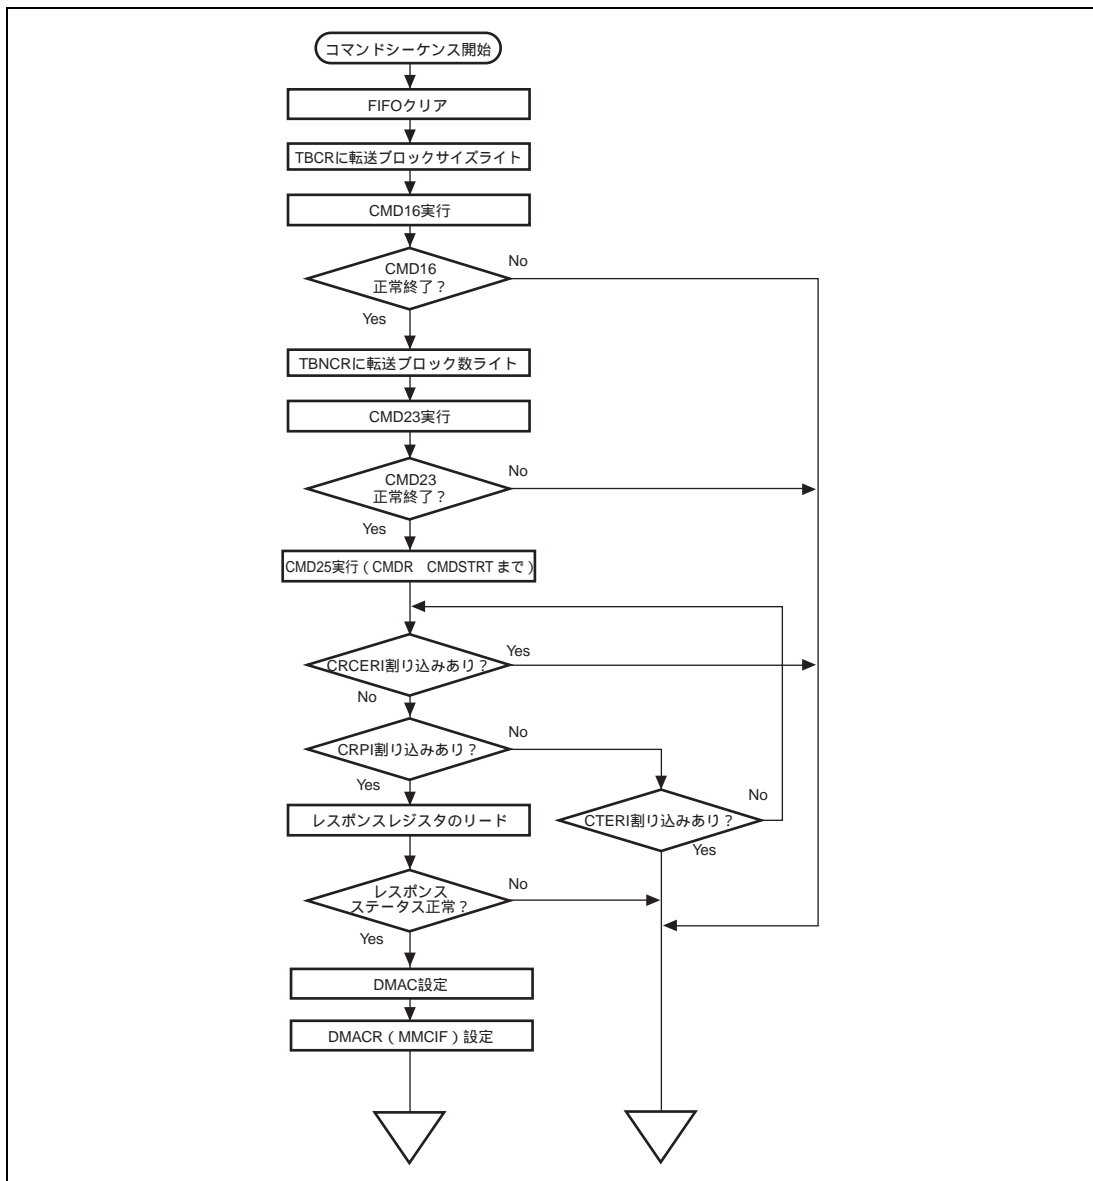 コマンドシーケンス開始
FIFOクリア
TBCRに転送ブロックサイズライト
CMD16実行
CMD16
正常終了？
No
Yes
TBNCRに転送ブロック数ライト
CMD23実行
CMD23
正常終了？
No
Yes
CMD25実行（CMDR　CMDSTRT まで）
CRCERI割り込みあり？
Yes
No
CRPI割り込みあり？
No
Yes
CTERI割り込みあり？
No
Yes
レスポンスレジスタのリード
レスポンス
ステータス正常？
No
Yes
DMAC設定
DMACR（MMCIF）設定